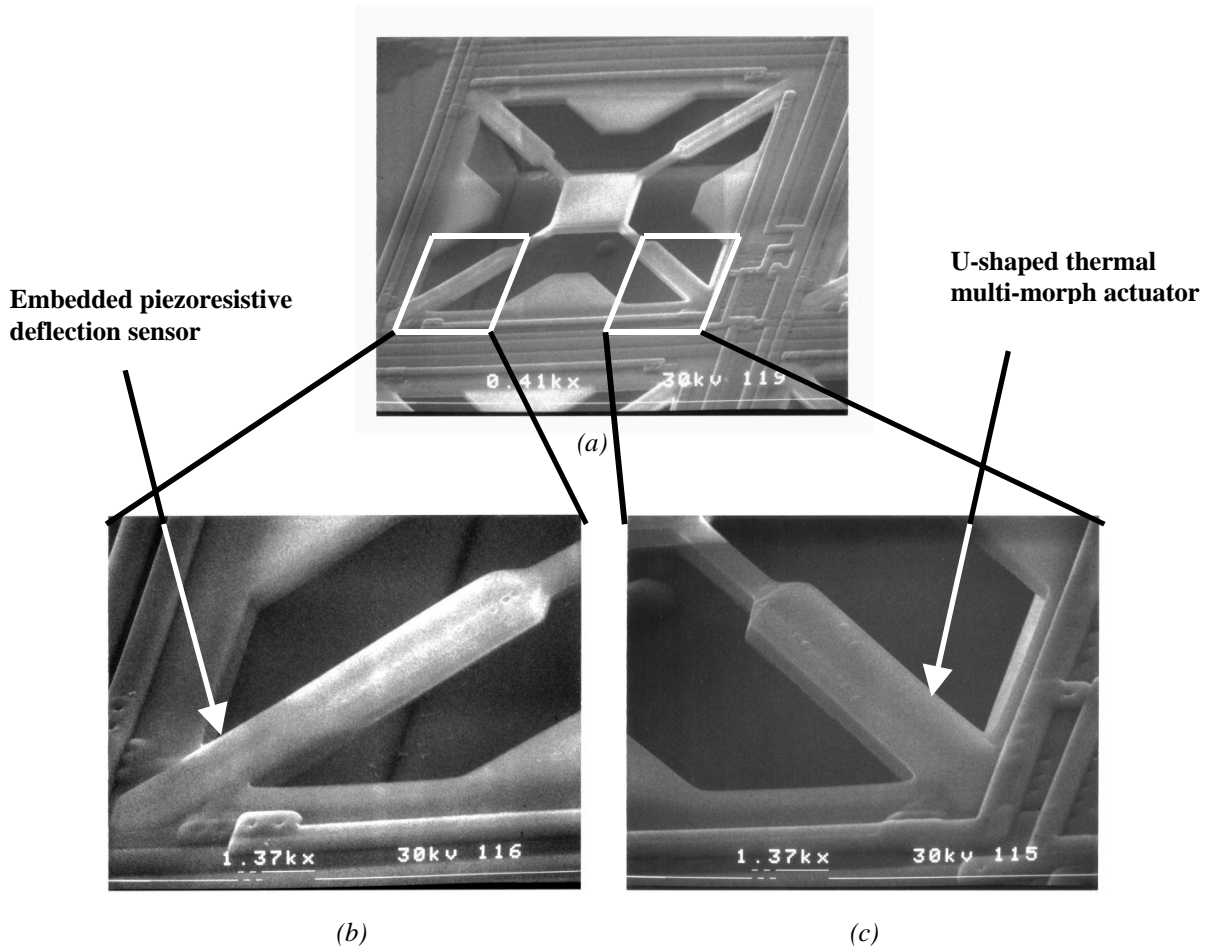 Embedded piezoresistive
deflection sensor
U-shaped thermal
multi-morph actuator
0.41kx 30kv 119
(a)
1.37kx 30kv 116
1.37kx 30kv 115
(b)
(c)